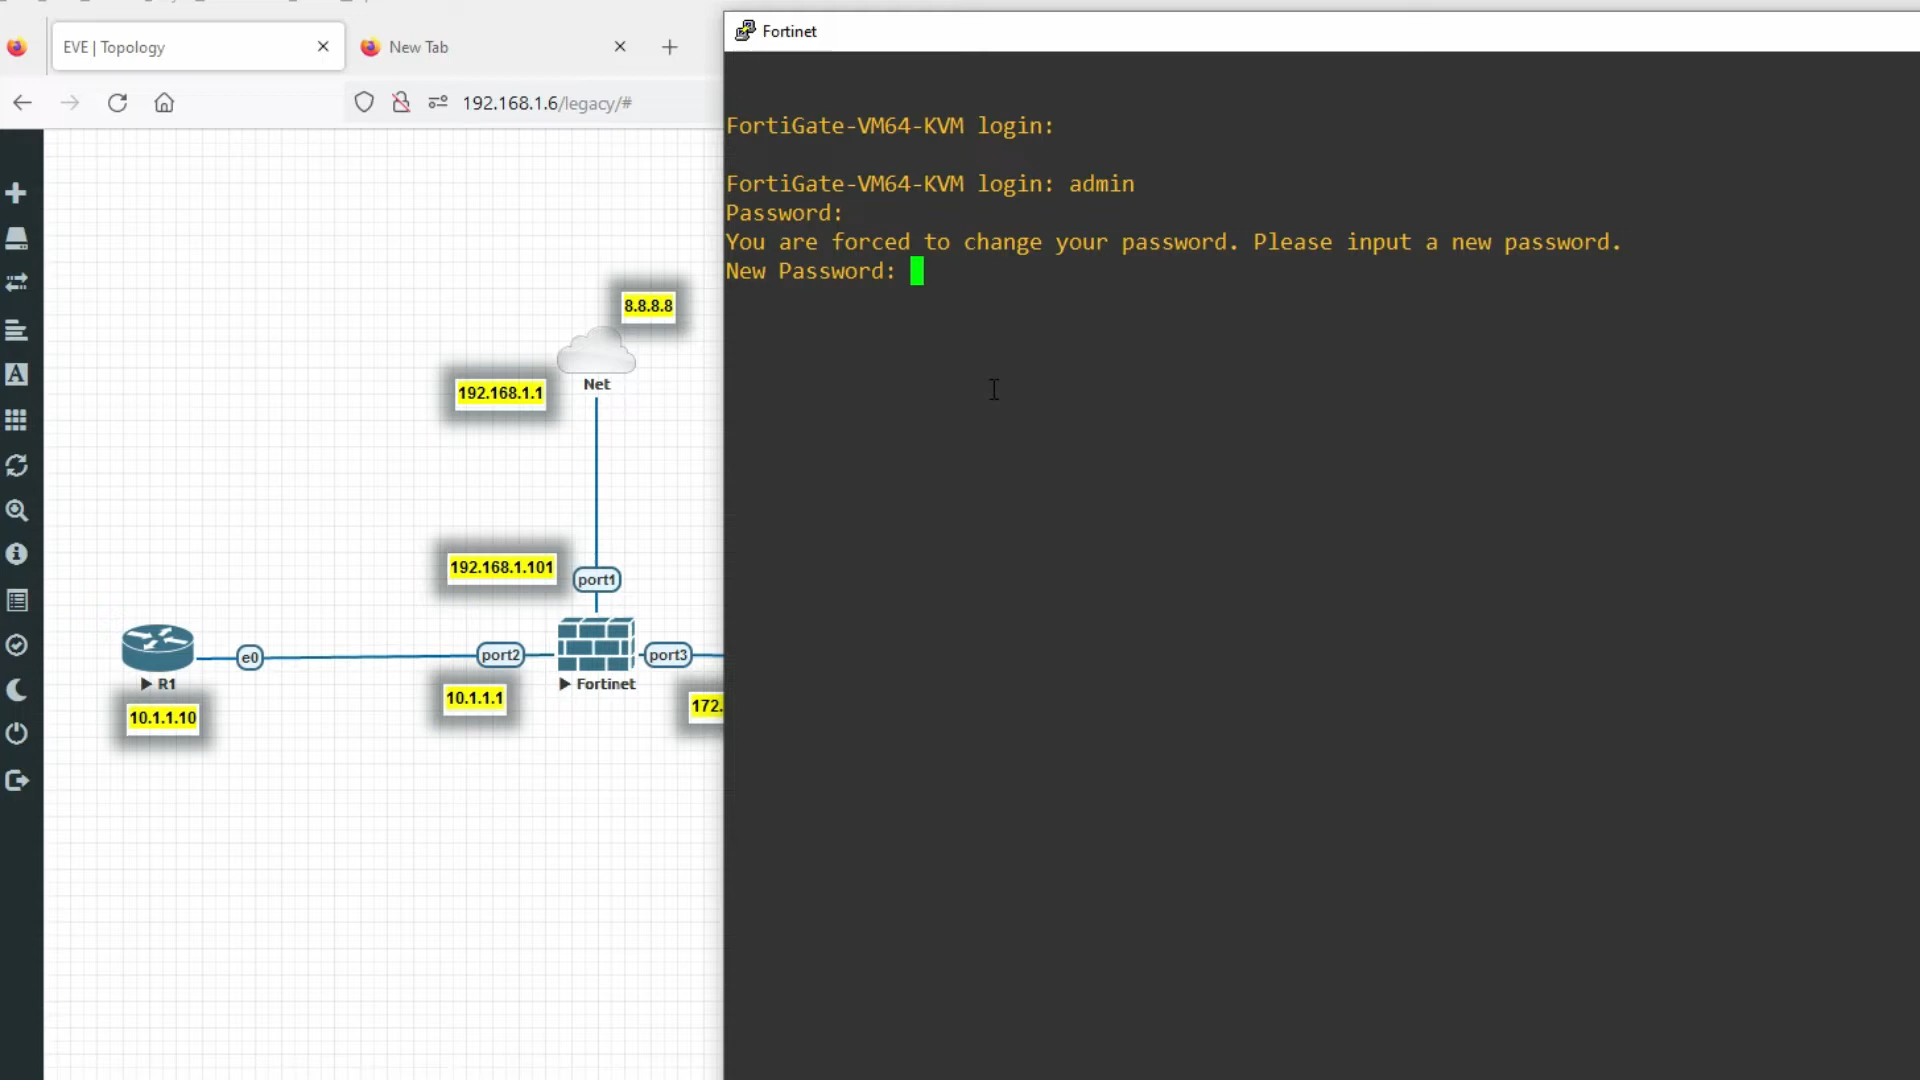 EVE | Topology
New Tab
192.168.1.6/legacy/#
Fortinet
FortiGate-VM64-KVM login:
FortiGate-VM64-KVM login: admin
Password:
You are forced to change your password. Please input a new password.
New Password:
8.8.8.8
Net
192.168.1.1
192.168.1.101
port1
e0
port2
port3
R1
Fortinet
10.1.1.10
10.1.1.1
172.